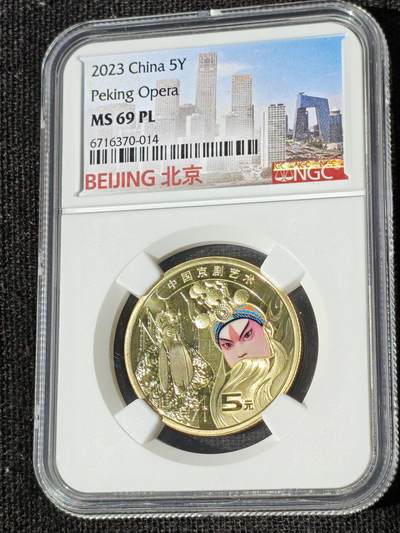 2023 China 5Y
Peking Opera
MS 69 PL
6716370-014
BEIJING 北京
NGC
中国京剧艺术
5元